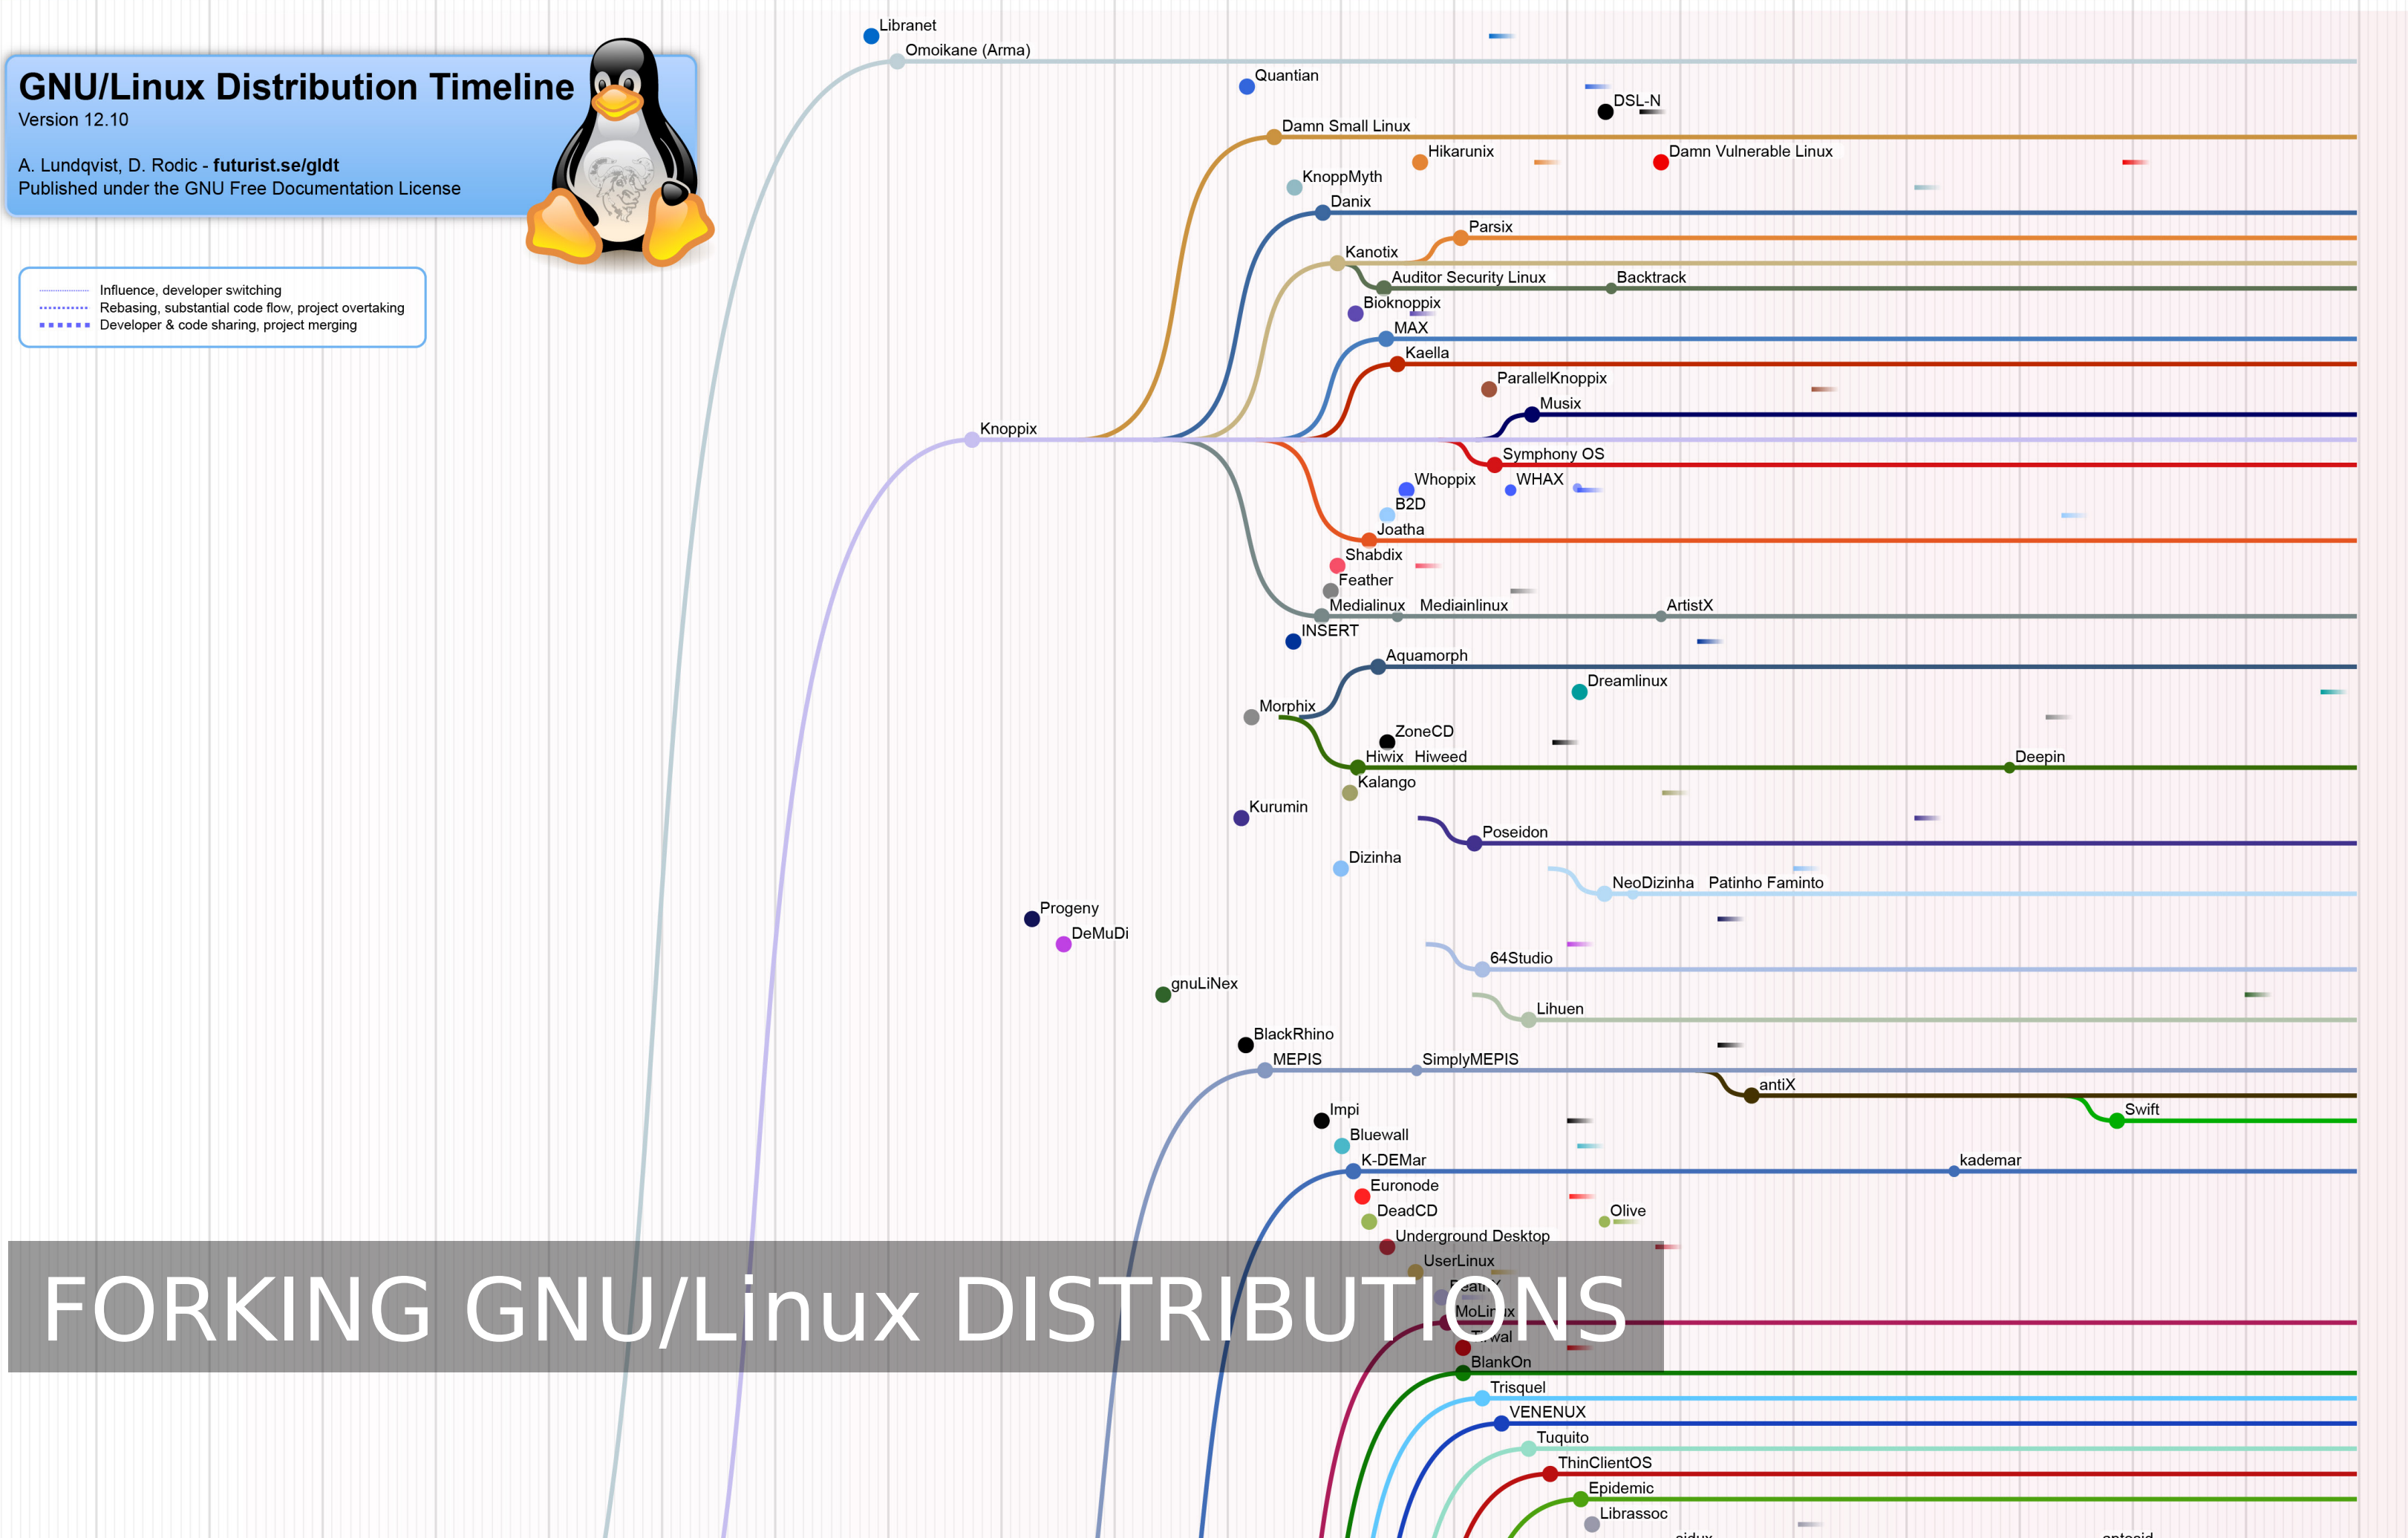 Libranet
Omoikane (Arma)
GNU/Linux Distribution Timeline
Version 12.10
A. Lundqvist, D. Rodic - futurist.se/gldt
Published under the GNU Free Documentation License
Influence, developer switching
Rebasing, substantial code flow, project overtaking
Developer & code sharing, project merging
Quantian
DSL-N
Damn Small Linux
Hikarunix Damn Vulnerable Linux
KnoppMyth
Danix
Parsix
Kanotix
Auditor Security Linux Backtrack
Bioknoppix
MAX
Kaella
ParallelKnoppix
Musix
Knoppix
Symphony OS
Whoppix WHAX
B2D
Joatha
Shabdix
Feather
Medialinux Mediainlinux ArtistX
INSERT
Aquamorph
Dreamlinux
Morphix
ZoneCD
Hiwix Hiweed Deepin
Kalango
Kurumin
Poseidon
Dizinha
NeoDizinha Patinho Faminto
Progeny
DeMuDi
64Studio
gnuLiNex
Lihuen
BlackRhino
MEPIS SimplyMEPIS
antiX
Impi Swift
Bluewall
K-DEMar kademar
Euronode
DeadCD Olive
Underground Desktop
UserLinux
FORKING GNU/Linux DISTRIBUTIONS
MoLinux
BlankOn
Trisquel
VENENUX
Tuquito
ThinClientOS
Epidemic
Librassoc